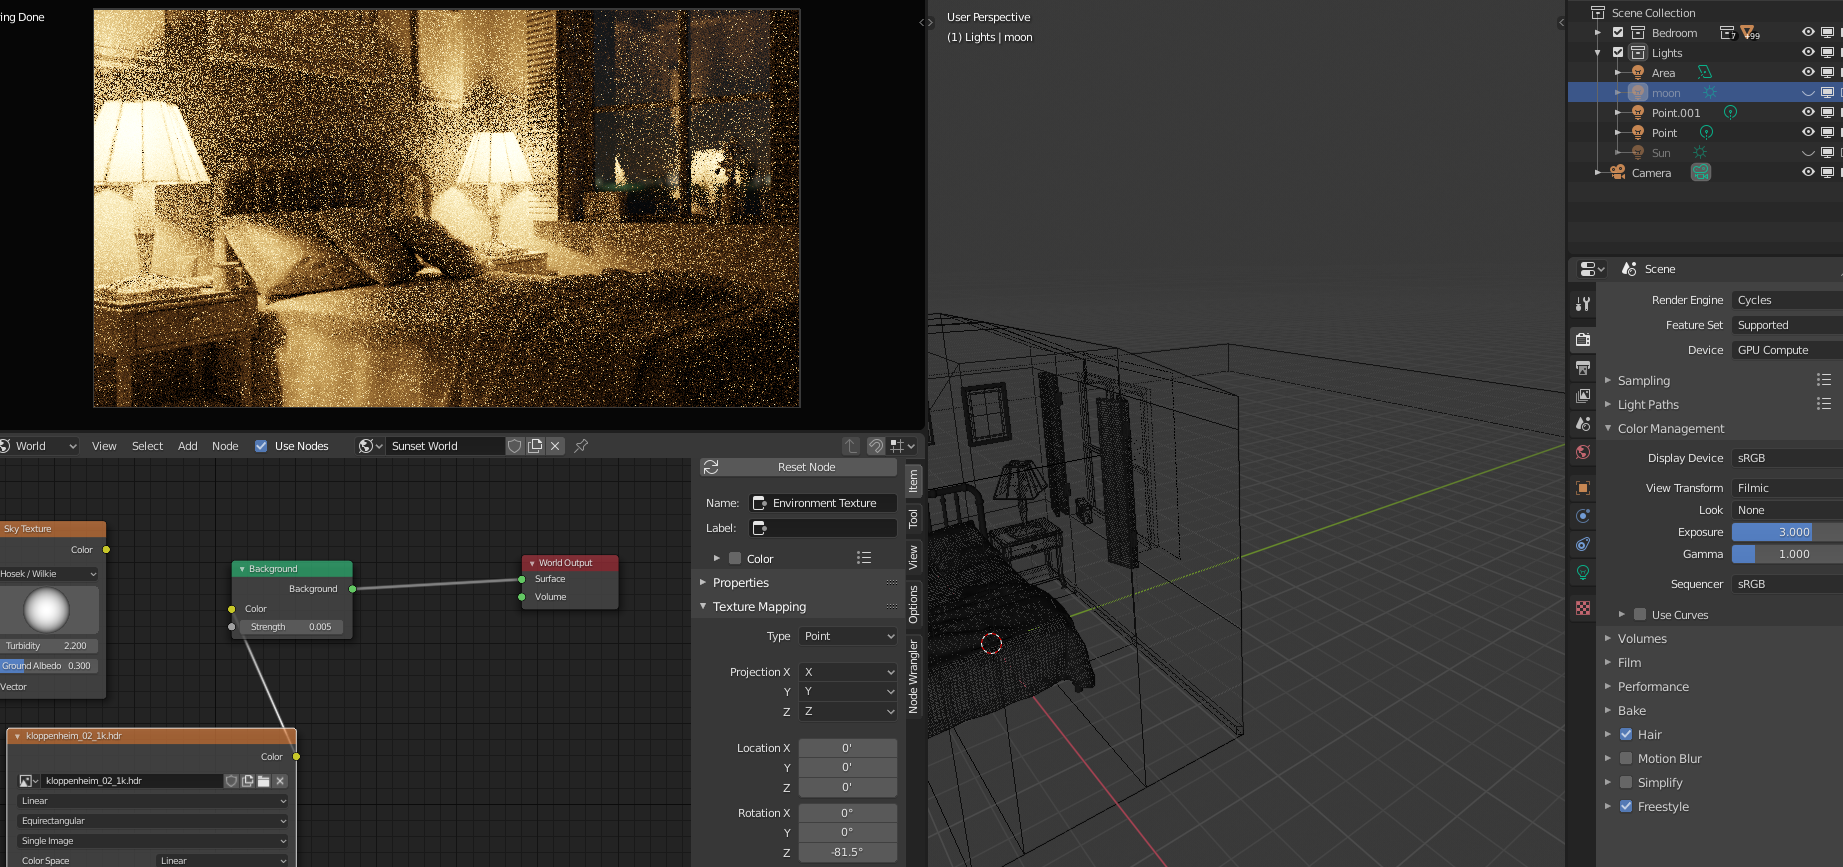 ing Done
User Perspective
(1) Lights | moon
Scene Collection
Bedroom 7 99
Lights
Area
moon
Point.001
Point
Sun
Camera
World View Select Add Node Use Nodes Sunset World
Sky Texture
Color
Hosek / Wilkie
Turbidity 2.200
Ground Albedo 0.300
Vector
Background
Background
Color
Strength 0.005
World Output
Surface
Volume
kloppenheim_02_1k.hdr
Color
kloppenheim_02_1k.hdr
Linear
Equirectangular
Single Image
Color Space Linear
Reset Node
Name: Environment Texture
Label:
Color
Properties
Texture Mapping
Type Point
Projection X X
Y Y
Z Z
Location X 0'
Y 0'
Z 0'
Rotation X 0°
Y 0°
Z -81.5°
Item
Tool
View
Options
Node Wrangler
Scene
Render Engine Cycles
Feature Set Supported
Device GPU Compute
Sampling
Light Paths
Color Management
Display Device sRGB
View Transform Filmic
Look None
Exposure 3.000
Gamma 1.000
Sequencer sRGB
Use Curves
Volumes
Film
Performance
Bake
Hair
Motion Blur
Simplify
Freestyle